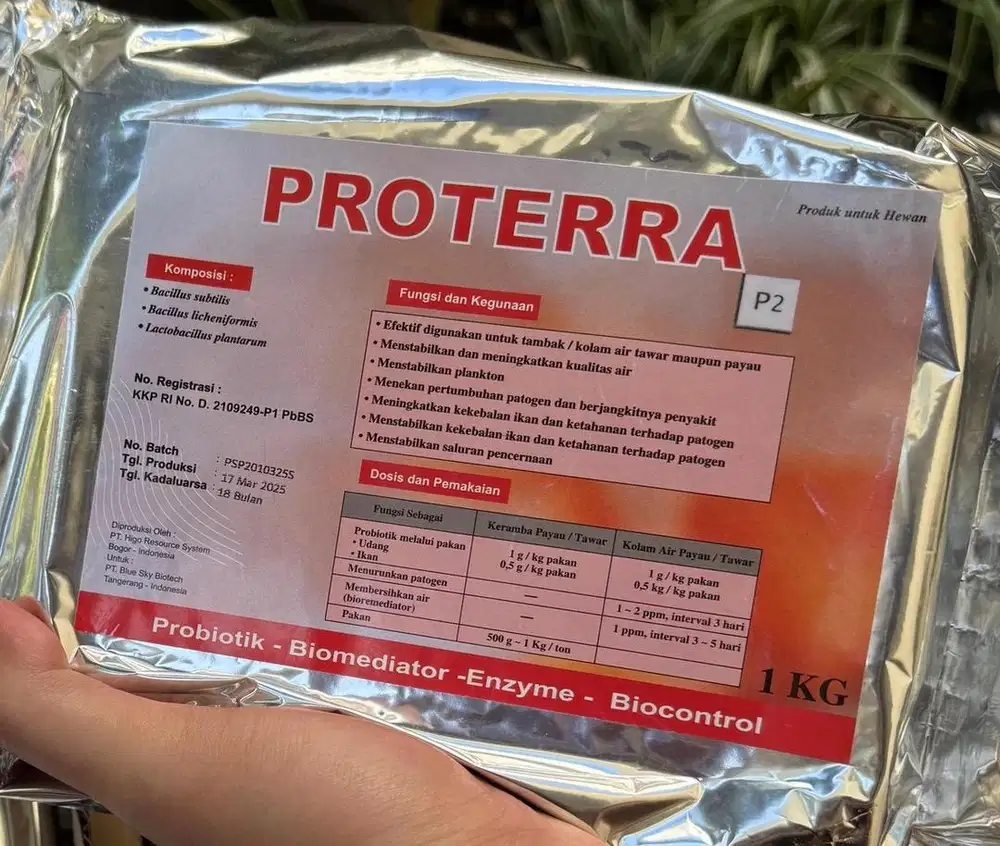 PROTERRA
Produk untuk Hewan
P2
Komposisi :
• Bacillus subtilis
• Bacillus licheniformis
• Lactobacillus plantarum
No. Registrasi :
KKP RI No. D. 2109249-P1 PbBS
No. Batch : PSP2010325S
Tgl. Produksi : 17 Mar 2025
Tgl. Kadaluarsa : 18 Bulan
Diproduksi Oleh :
PT. Higo Resource System
Bogor - Indonesia
Untuk :
PT. Blue Sky Biotech
Tangerang - Indonesia
Fungsi dan Kegunaan
• Efektif digunakan untuk tambak / kolam air tawar maupun payau
• Menstabilkan dan meningkatkan kualitas air
• Menstabilkan plankton
• Menekan pertumbuhan patogen dan berjangkitnya penyakit
• Meningkatkan kekebalan ikan dan ketahanan terhadap patogen
• Menstabilkan kekebalan ikan dan ketahanan terhadap patogen
• Menstabilkan saluran pencernaan
Dosis dan Pemakaian
Fungsi Sebagai Keramba Payau / Tawar Kolam Air Payau / Tawar
Probiotik melalui pakan
• Udang 1 g / kg pakan 1 g / kg pakan
• Ikan 0,5 g / kg pakan 0,5 kg / kg pakan
Menurunkan patogen — 1 ~ 2 ppm, interval 3 hari
Membersihkan air
(bioremediator) — 1 ppm, interval 3 ~ 5 hari
Pakan 500 g ~ 1 Kg / ton
1 KG
Probiotik - Biomediator -Enzyme - Biocontrol